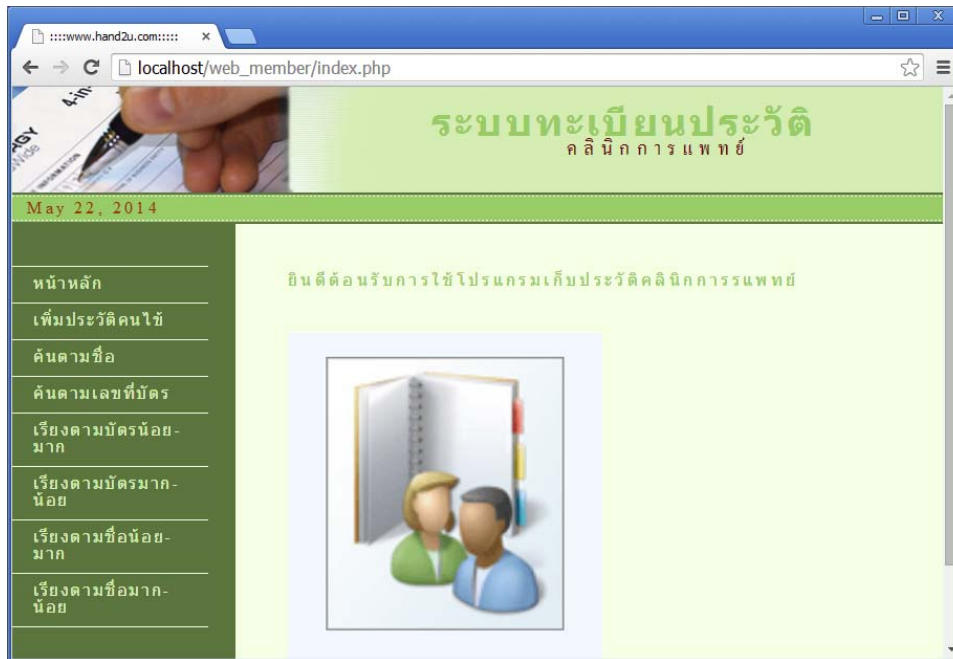 ::::www.hand2u.com:::::
localhost/web_member/index.php
4-in-
ระบบทะเบียนประวัติ
คลินิกการแพทย์
May 22, 2014
หน้าหลัก
เพิ่มประวัติคนไข้
ค้นตามชื่อ
ค้นตามเลขที่บัตร
เรียงตามบัตรน้อย-
มาก
เรียงตามบัตรมาก-
น้อย
เรียงตามชื่อน้อย-
มาก
เรียงตามชื่อมาก-
น้อย
ยินดีต้อนรับการใช้โปรแกรมเก็บประวัติคลินิกการรแพทย์